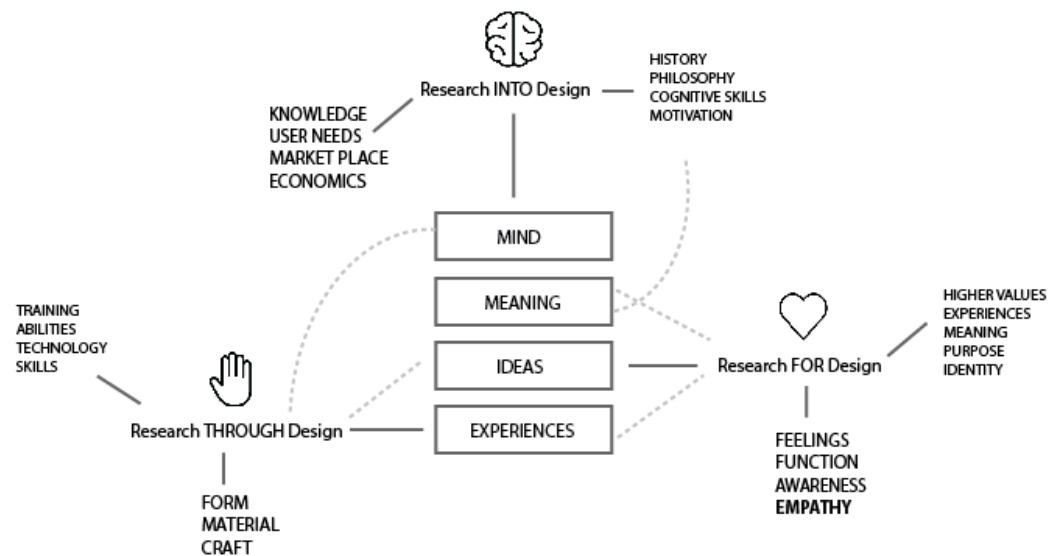 Research INTO Design
HISTORY
PHILOSOPHY
COGNITIVE SKILLS
MOTIVATION
KNOWLEDGE
USER NEEDS
MARKET PLACE
ECONOMICS
MIND
MEANING
IDEAS
EXPERIENCES
TRAINING
ABILITIES
TECHNOLOGY
SKILLS
Research THROUGH Design
FORM
MATERIAL
CRAFT
HIGHER VALUES
EXPERIENCES
MEANING
PURPOSE
IDENTITY
Research FOR Design
FEELINGS
FUNCTION
AWARENESS
EMPATHY